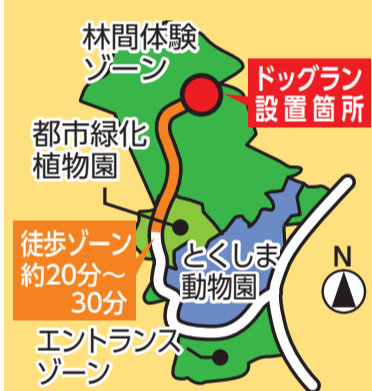 林間体験
ゾーン
ドッグラン
設置箇所
都市緑化
植物園
徒歩ゾーン
約20分～
30分
とくしま
動物園
N
エントランス
ゾーン